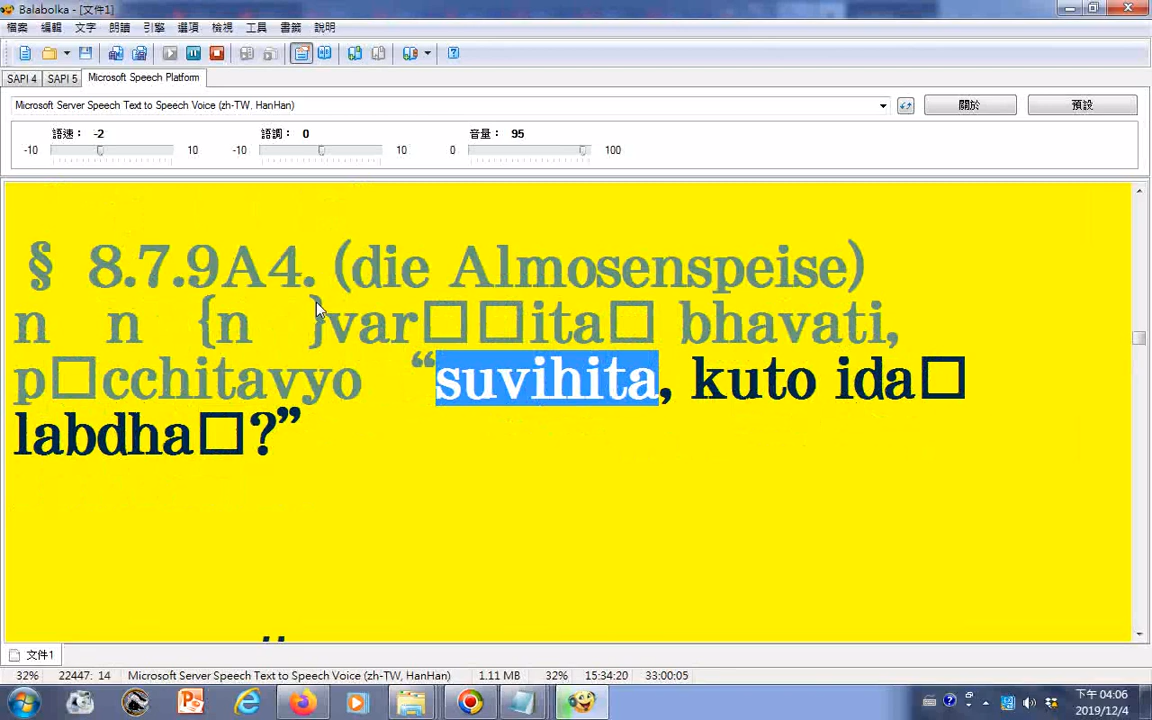 Balabolka - [文件1]
檔案 編輯 文字 朗讀 引擎 選項 檢視 工具 書籤 說明
SAPI 4 SAPI 5 Microsoft Speech Platform
Microsoft Server Speech Text to Speech Voice (zh-TW, HanHan) 關於 預設
語速： -2 語調： 0 音量： 95
-10 10 -10 10 0 100
§ 8.7.9A4. (die Almosenspeise)
n n {n }var□□ita□ bhavati,
p□cchitavyo “suvihita, kuto ida□
labdha□?”
文件1
32% 22447: 14 Microsoft Server Speech Text to Speech Voice (zh-TW, HanHan) 1.11 MB 32% 15:34:20 33:00:05
下午 04:06
2019/12/4